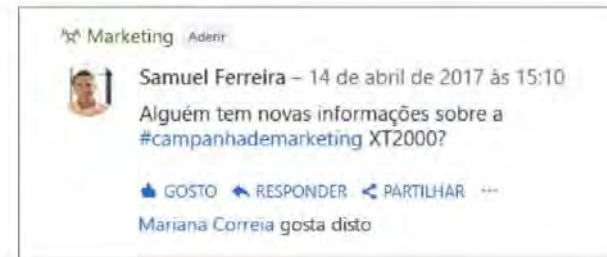 Marketing Aderir
Samuel Ferreira – 14 de abril de 2017 às 15:10
Alguém tem novas informações sobre a
#campanhademarketing XT2000?
GOSTO RESPONDER PARTILHAR ...
Mariana Correia gosta disto